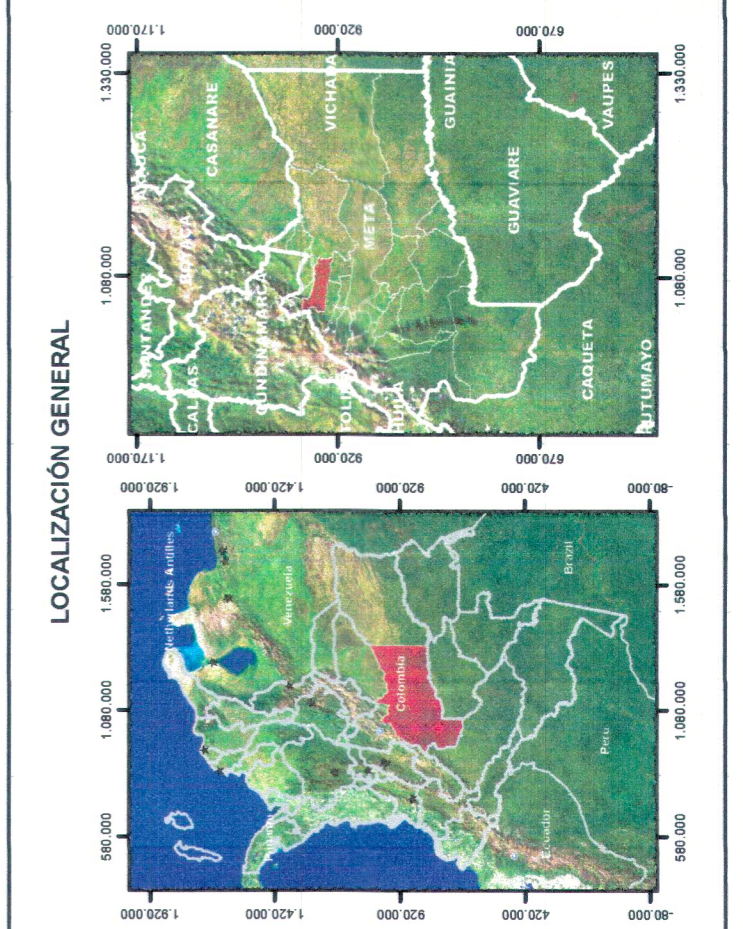 LOCALIZACIÓN GENERAL
580.000
1.080.000
1.580.000
1.920.000
1.420.000
920.000
420.000
-80.000
Netherlands Antilles
Venezuela
Colombia
Ecuador
Peru
Brazil
580.000
1.080.000
1.580.000
1.920.000
1.420.000
920.000
420.000
-80.000
1.080.000
1.330.000
1.170.000
920.000
670.000
SANTANDER
CASANARE
CALDAS
CUNDINAMARCA
VICHADA
META
HUILA
GUAINIA
GUAVIARE
VAUPES
CAQUETA
PUTUMAYO
1.080.000
1.330.000
1.170.000
920.000
670.000